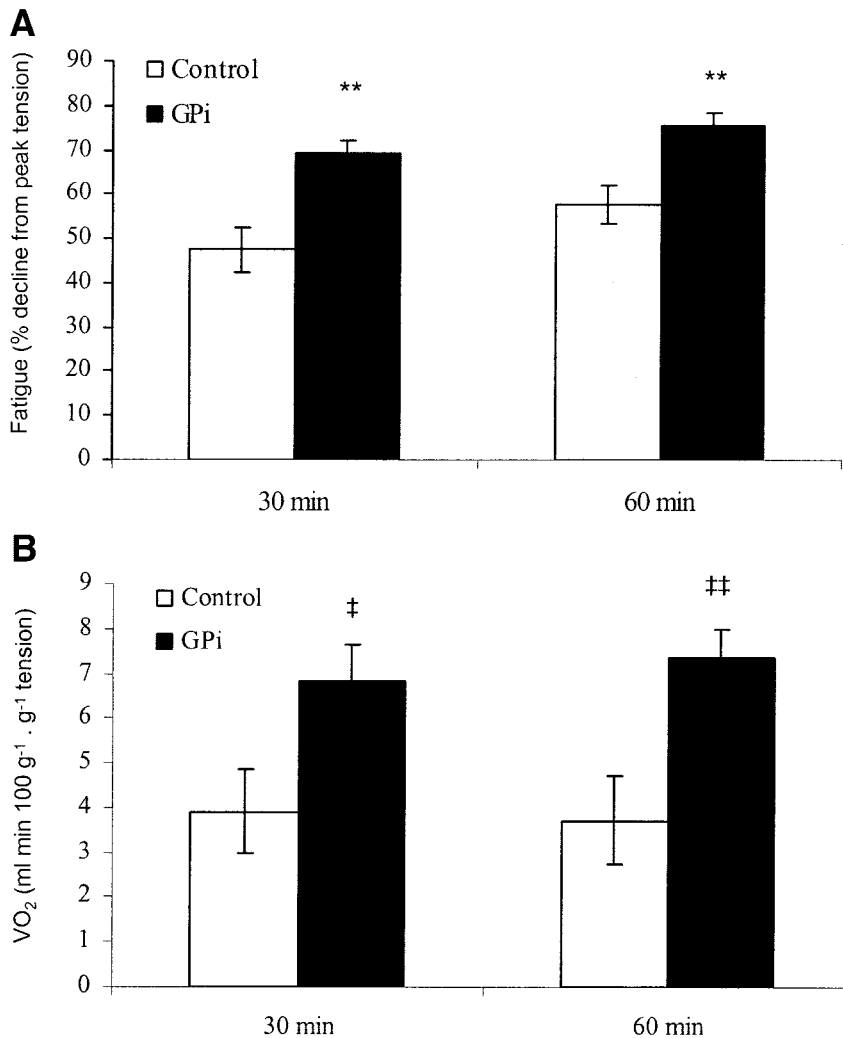 A
Fatigue (% decline from peak tension)
90
80
70
60
50
40
30
20
10
0
Control
GPi
**
**
30 min
60 min
B
VO₂ (ml min 100 g⁻¹ . g⁻¹ tension)
9
8
7
6
5
4
3
2
1
0
Control
GPi
‡
‡‡
30 min
60 min